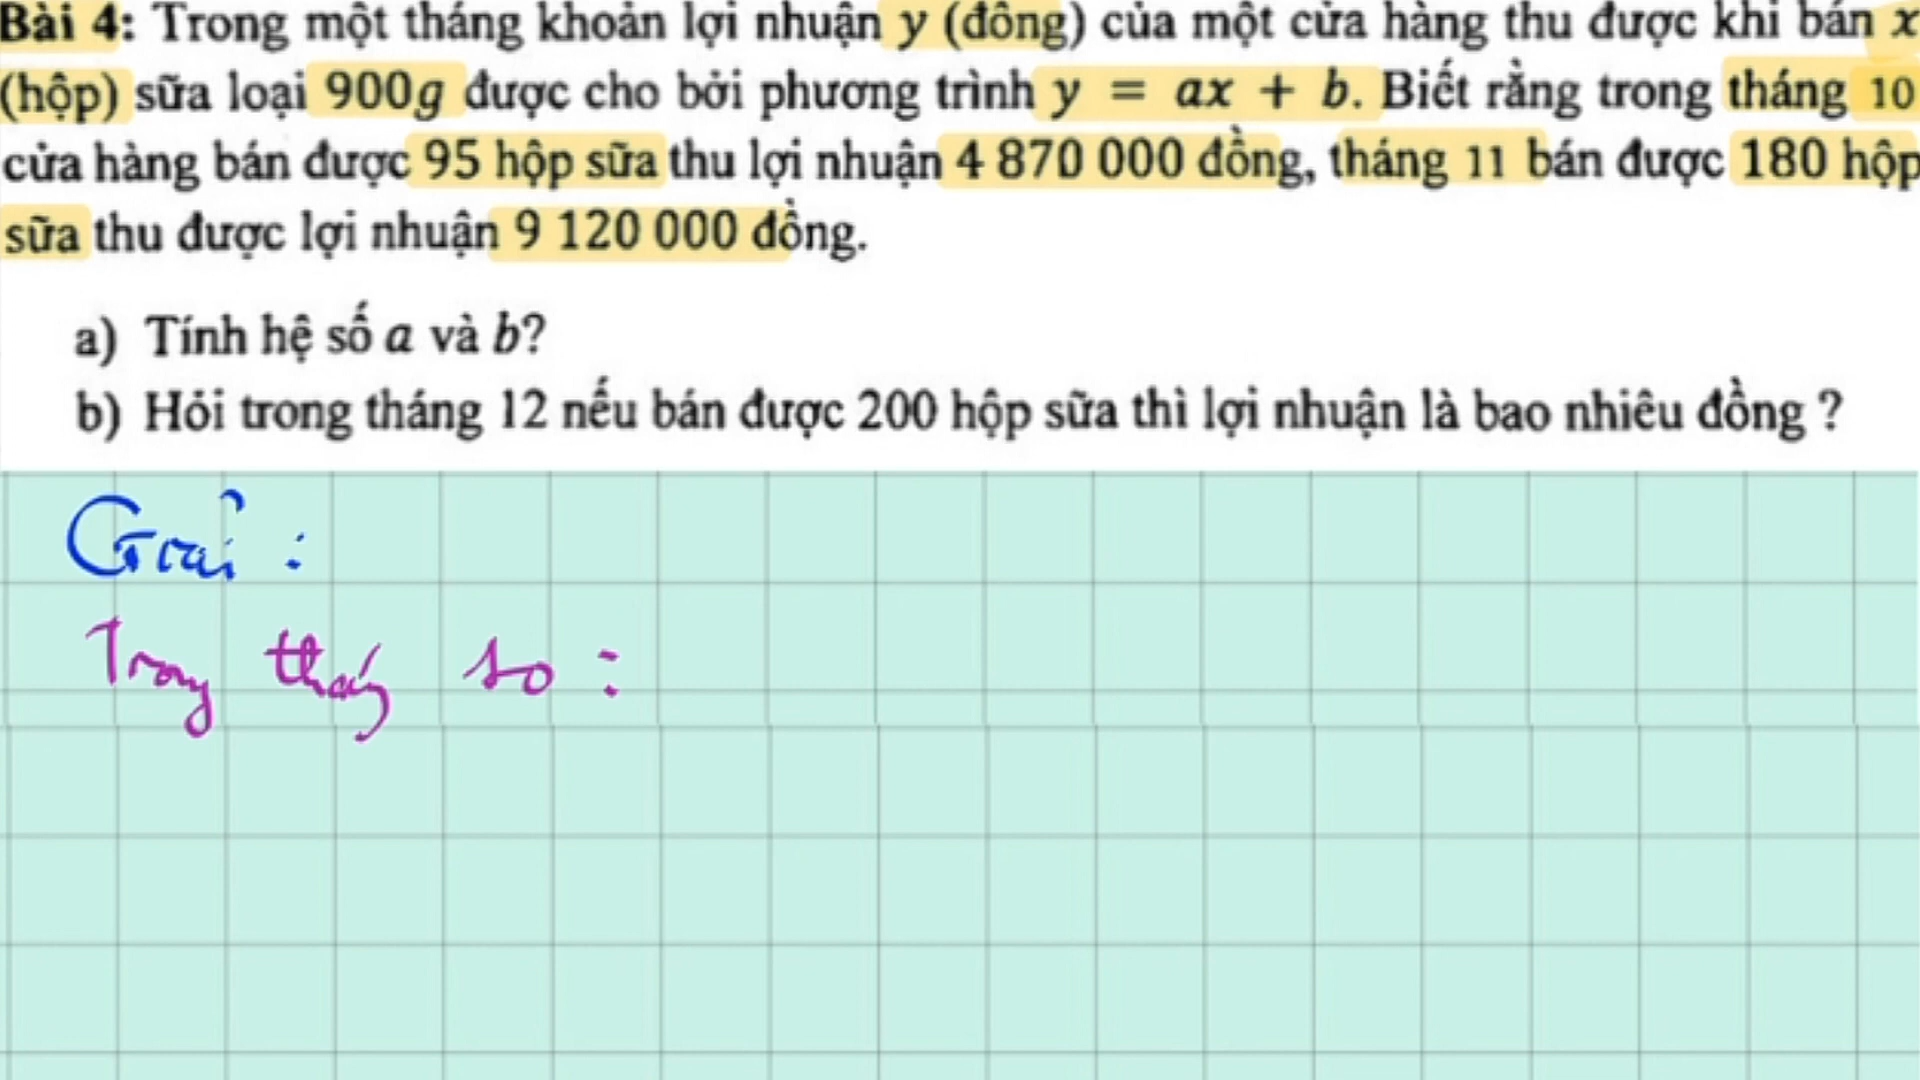 Bài 4: Trong một tháng khoản lợi nhuận y (đồng) của một cửa hàng thu được khi bán x
(hộp) sữa loại 900g được cho bởi phương trình y = ax + b. Biết rằng trong tháng 10
cửa hàng bán được 95 hộp sữa thu lợi nhuận 4 870 000 đồng, tháng 11 bán được 180 hộp
sữa thu được lợi nhuận 9 120 000 đồng.
a) Tính hệ số a và b?
b) Hỏi trong tháng 12 nếu bán được 200 hộp sữa thì lợi nhuận là bao nhiêu đồng ?
Giải :
Trong tháng 10 :